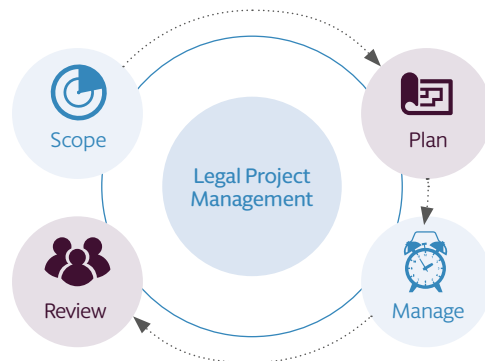 Scope
Plan
Legal Project
Management
Review
Manage